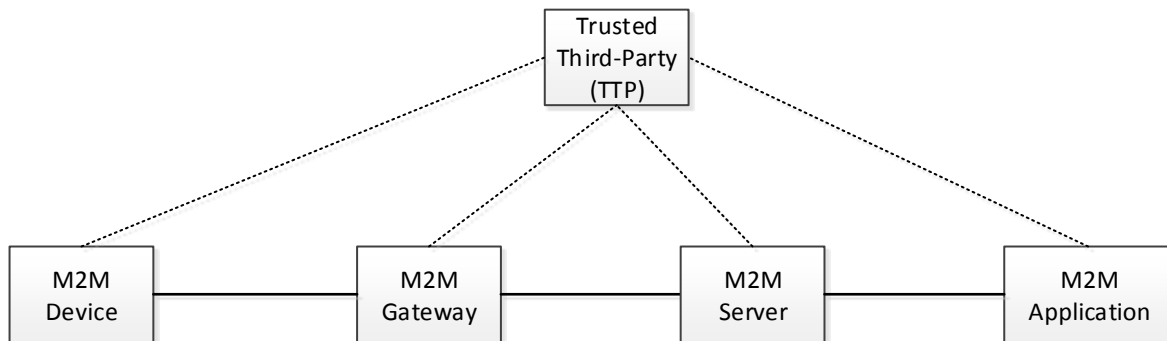 Trusted
Third-Party
(TTP)
M2M
Device
M2M
Gateway
M2M
Server
M2M
Application